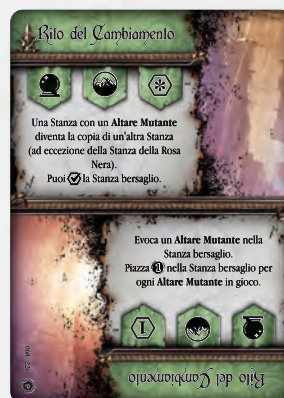 Rito del Cambiamento
Una Stanza con un Altare Mutante
diventa la copia di un'altra Stanza
(ad eccezione della Stanza della Rosa
Nera).
Puoi la Stanza bersaglio.
Evoca un Altare Mutante nella
Stanza bersaglio.
Piazza 1 nella Stanza bersaglio per
ogni Altare Mutante in gioco.
1
Rito del Cambiamento